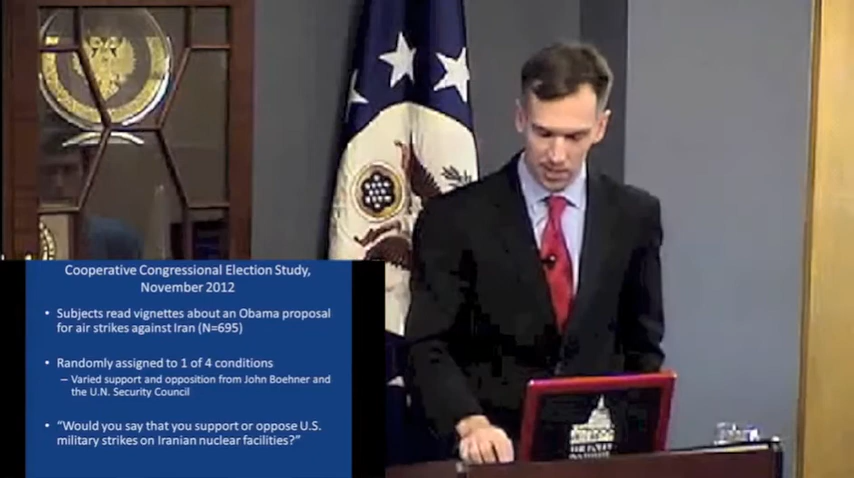 Cooperative Congressional Election Study,
November 2012
• Subjects read vignettes about an Obama proposal
for air strikes against Iran (N=695)
• Randomly assigned to 1 of 4 conditions
– Varied support and opposition from John Boehner and
the U.N. Security Council
• "Would you say that you support or oppose U.S.
military strikes on Iranian nuclear facilities?"